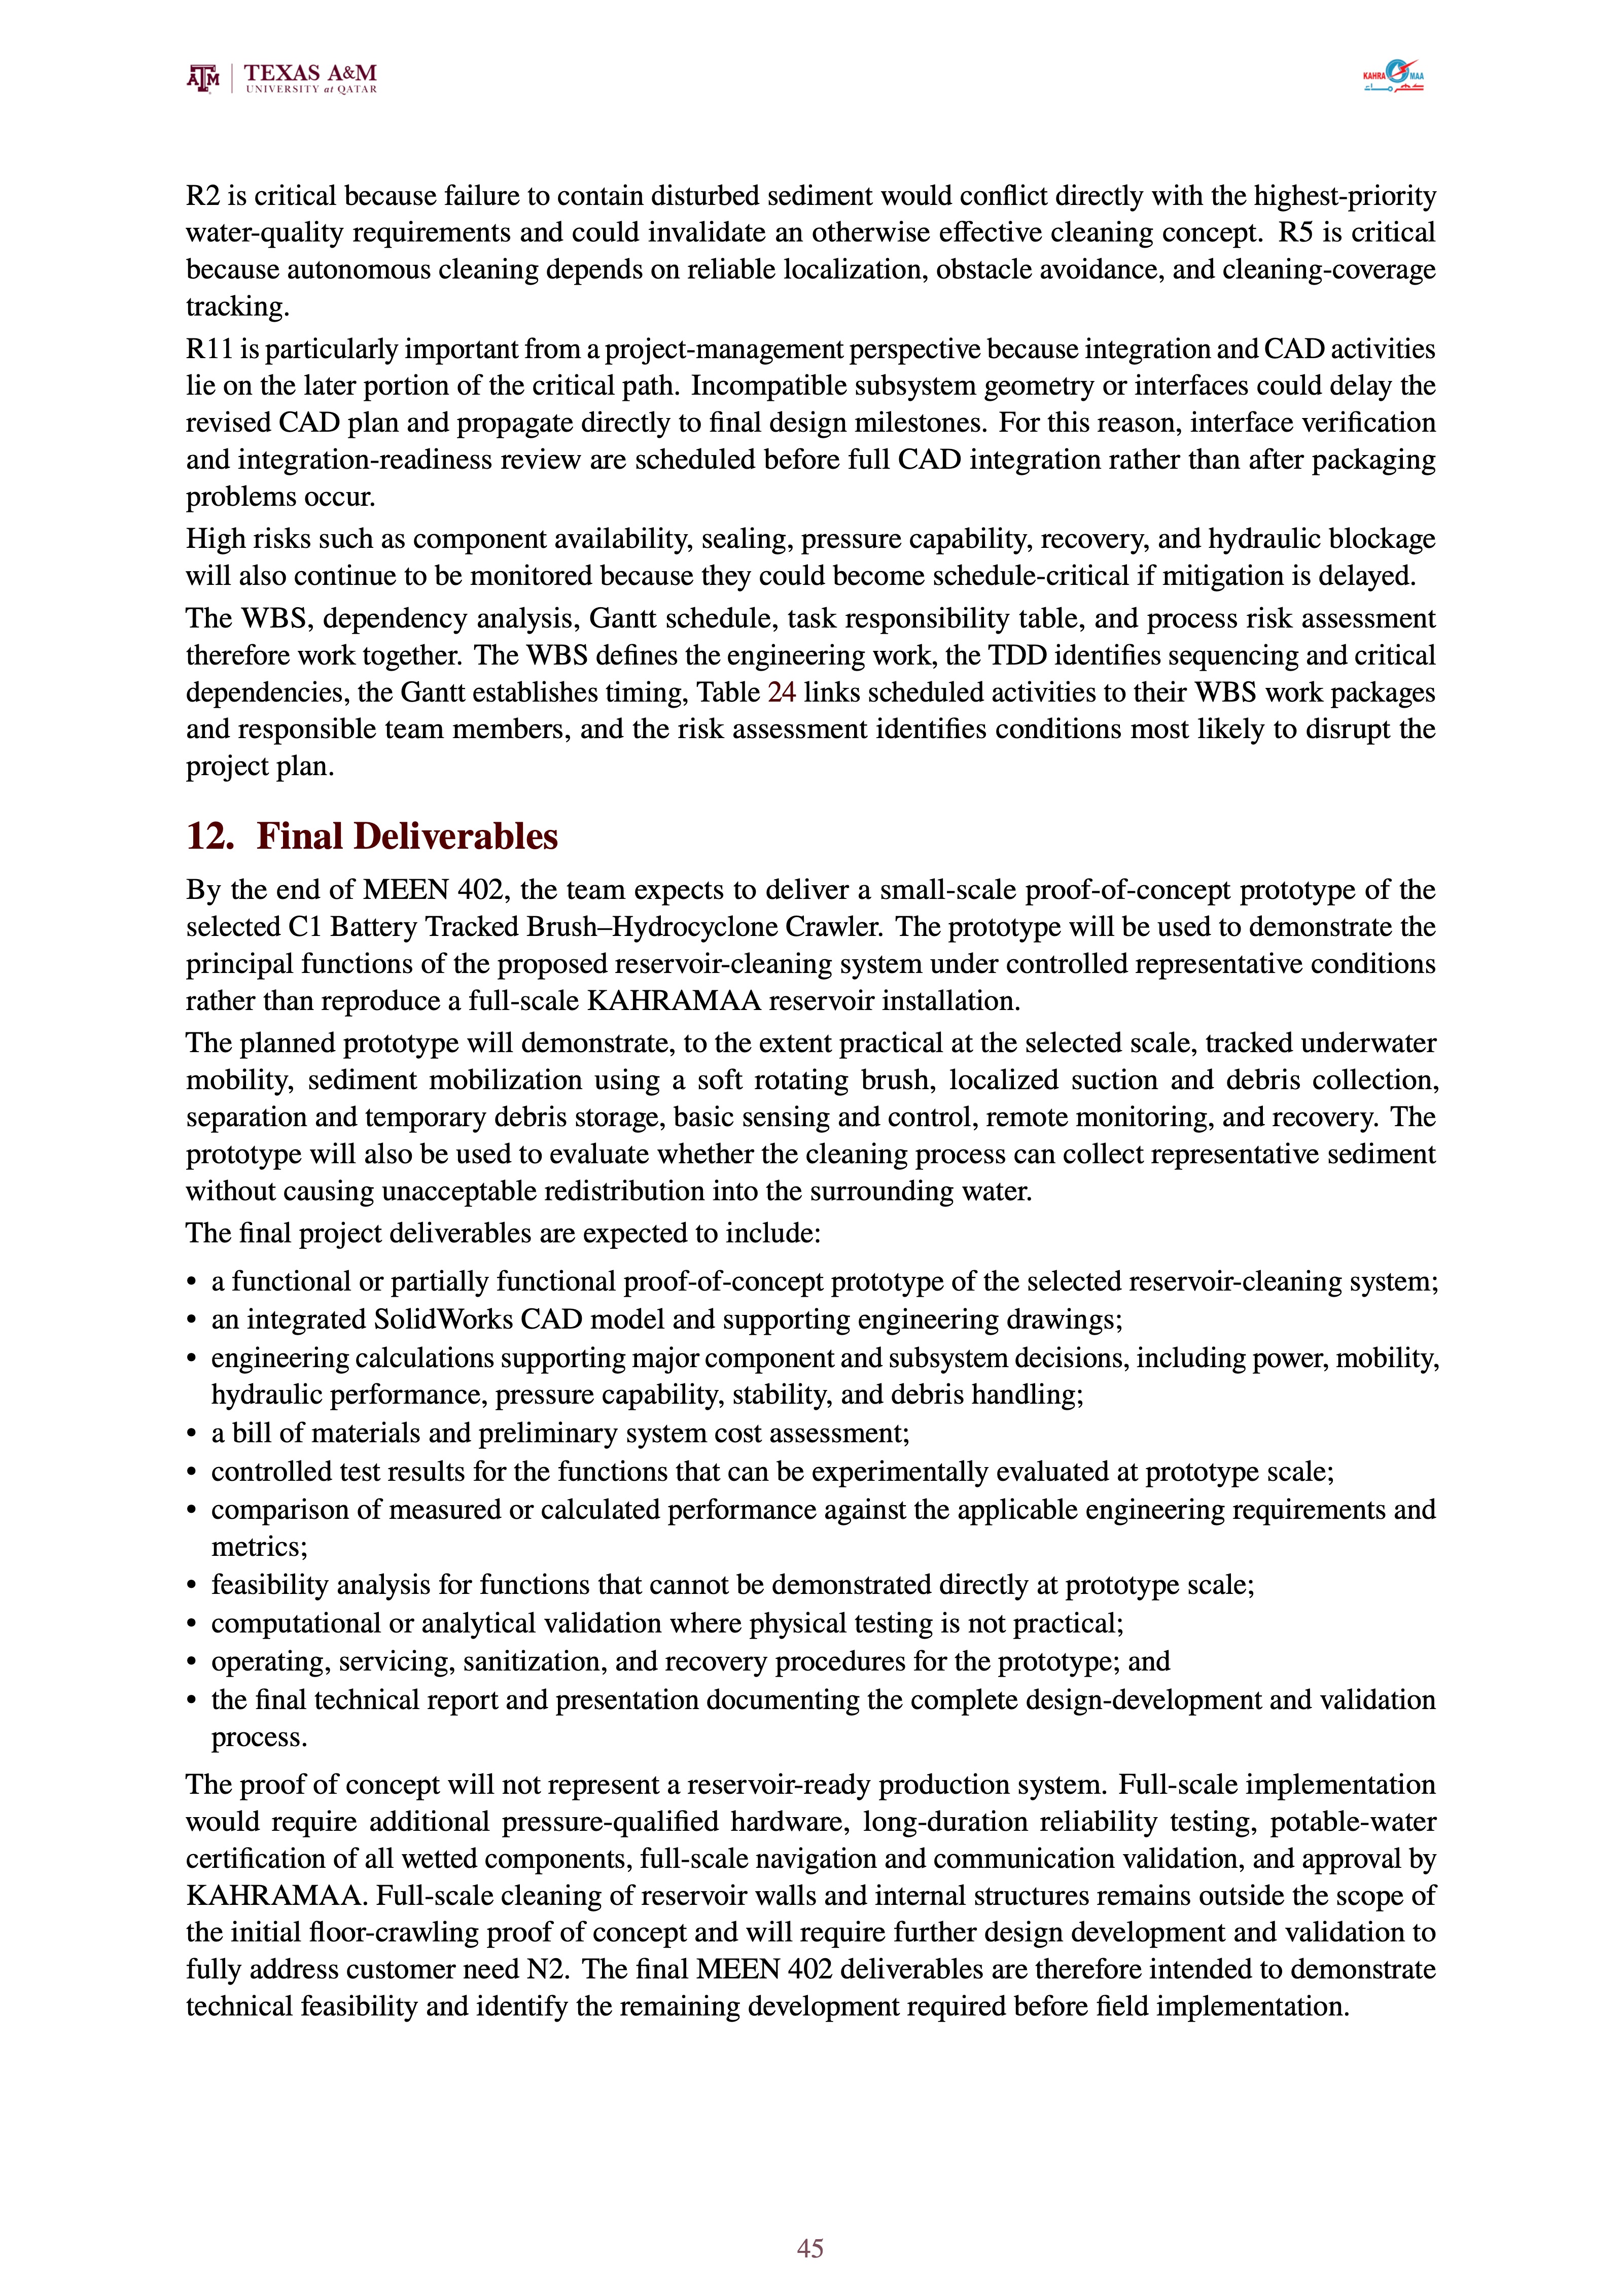 TEXAS A&M
UNIVERSITY at QATAR
KAHRA MAA
كهرماء
R2 is critical because failure to contain disturbed sediment would conflict directly with the highest-priority
water-quality requirements and could invalidate an otherwise effective cleaning concept. R5 is critical
because autonomous cleaning depends on reliable localization, obstacle avoidance, and cleaning-coverage
tracking.
R11 is particularly important from a project-management perspective because integration and CAD activities
lie on the later portion of the critical path. Incompatible subsystem geometry or interfaces could delay the
revised CAD plan and propagate directly to final design milestones. For this reason, interface verification
and integration-readiness review are scheduled before full CAD integration rather than after packaging
problems occur.
High risks such as component availability, sealing, pressure capability, recovery, and hydraulic blockage
will also continue to be monitored because they could become schedule-critical if mitigation is delayed.
The WBS, dependency analysis, Gantt schedule, task responsibility table, and process risk assessment
therefore work together. The WBS defines the engineering work, the TDD identifies sequencing and critical
dependencies, the Gantt establishes timing, Table 24 links scheduled activities to their WBS work packages
and responsible team members, and the risk assessment identifies conditions most likely to disrupt the
project plan.
12. Final Deliverables
By the end of MEEN 402, the team expects to deliver a small-scale proof-of-concept prototype of the
selected C1 Battery Tracked Brush–Hydrocyclone Crawler. The prototype will be used to demonstrate the
principal functions of the proposed reservoir-cleaning system under controlled representative conditions
rather than reproduce a full-scale KAHRAMAA reservoir installation.
The planned prototype will demonstrate, to the extent practical at the selected scale, tracked underwater
mobility, sediment mobilization using a soft rotating brush, localized suction and debris collection,
separation and temporary debris storage, basic sensing and control, remote monitoring, and recovery. The
prototype will also be used to evaluate whether the cleaning process can collect representative sediment
without causing unacceptable redistribution into the surrounding water.
The final project deliverables are expected to include:
• a functional or partially functional proof-of-concept prototype of the selected reservoir-cleaning system;
• an integrated SolidWorks CAD model and supporting engineering drawings;
• engineering calculations supporting major component and subsystem decisions, including power, mobility,
hydraulic performance, pressure capability, stability, and debris handling;
• a bill of materials and preliminary system cost assessment;
• controlled test results for the functions that can be experimentally evaluated at prototype scale;
• comparison of measured or calculated performance against the applicable engineering requirements and
metrics;
• feasibility analysis for functions that cannot be demonstrated directly at prototype scale;
• computational or analytical validation where physical testing is not practical;
• operating, servicing, sanitization, and recovery procedures for the prototype; and
• the final technical report and presentation documenting the complete design-development and validation
process.
The proof of concept will not represent a reservoir-ready production system. Full-scale implementation
would require additional pressure-qualified hardware, long-duration reliability testing, potable-water
certification of all wetted components, full-scale navigation and communication validation, and approval by
KAHRAMAA. Full-scale cleaning of reservoir walls and internal structures remains outside the scope of
the initial floor-crawling proof of concept and will require further design development and validation to
fully address customer need N2. The final MEEN 402 deliverables are therefore intended to demonstrate
technical feasibility and identify the remaining development required before field implementation.
45